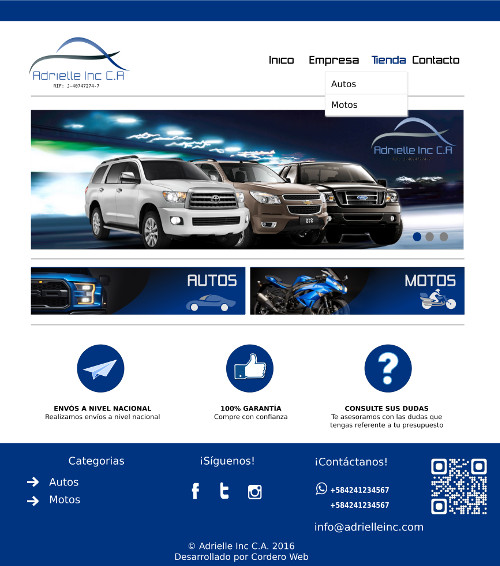 Adrielle Inc C.A
RIF: J-40747274-7
Inico Empresa Tienda Contacto
Autos
Motos
Adrielle Inc C.A
AUTOS
MOTOS
ENVÓS A NIVEL NACIONAL
Realizamos envíos a nivel nacional
100% GARANTÍA
Compre con confianza
CONSULTE SUS DUDAS
Te asesoramos con las dudas que
tengas referente a tu presupuesto
Categorias
Autos
Motos
¡Síguenos!
¡Contáctanos!
+584241234567
+584241234567
info@adrielleinc.com
© Adrielle Inc C.A. 2016
Desarrollado por Cordero Web